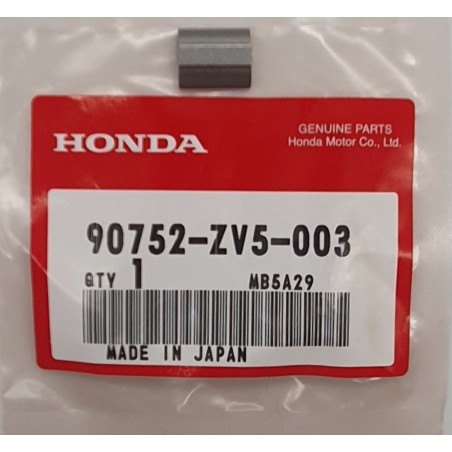 HONDA
GENUINE PARTS
Honda Motor Co., Ltd.
90752-ZV5-003
QTY 1 MB5A29
MADE IN JAPAN